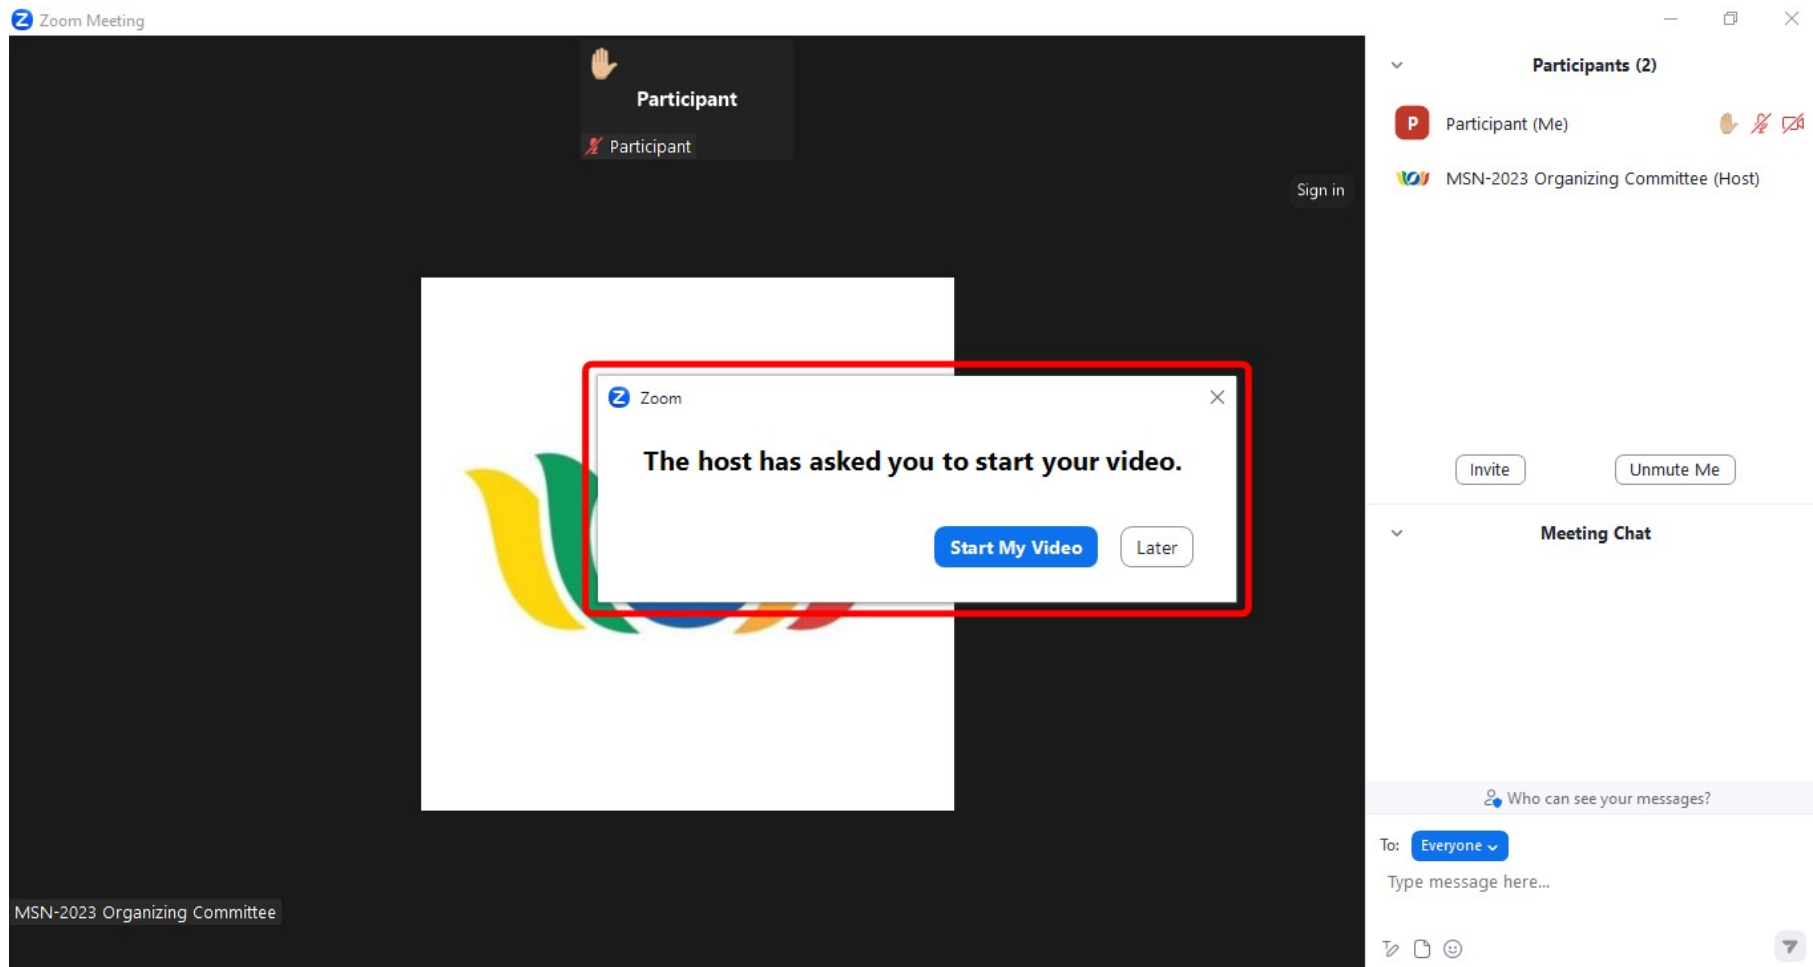 Zoom Meeting
Participant
Participant
Sign in
Zoom
The host has asked you to start your video.
Start My Video
Later
MSN-2023 Organizing Committee
Participants (2)
P
Participant (Me)
MSN-2023 Organizing Committee (Host)
Invite
Unmute Me
Meeting Chat
Who can see your messages?
To:
Everyone
Type message here...